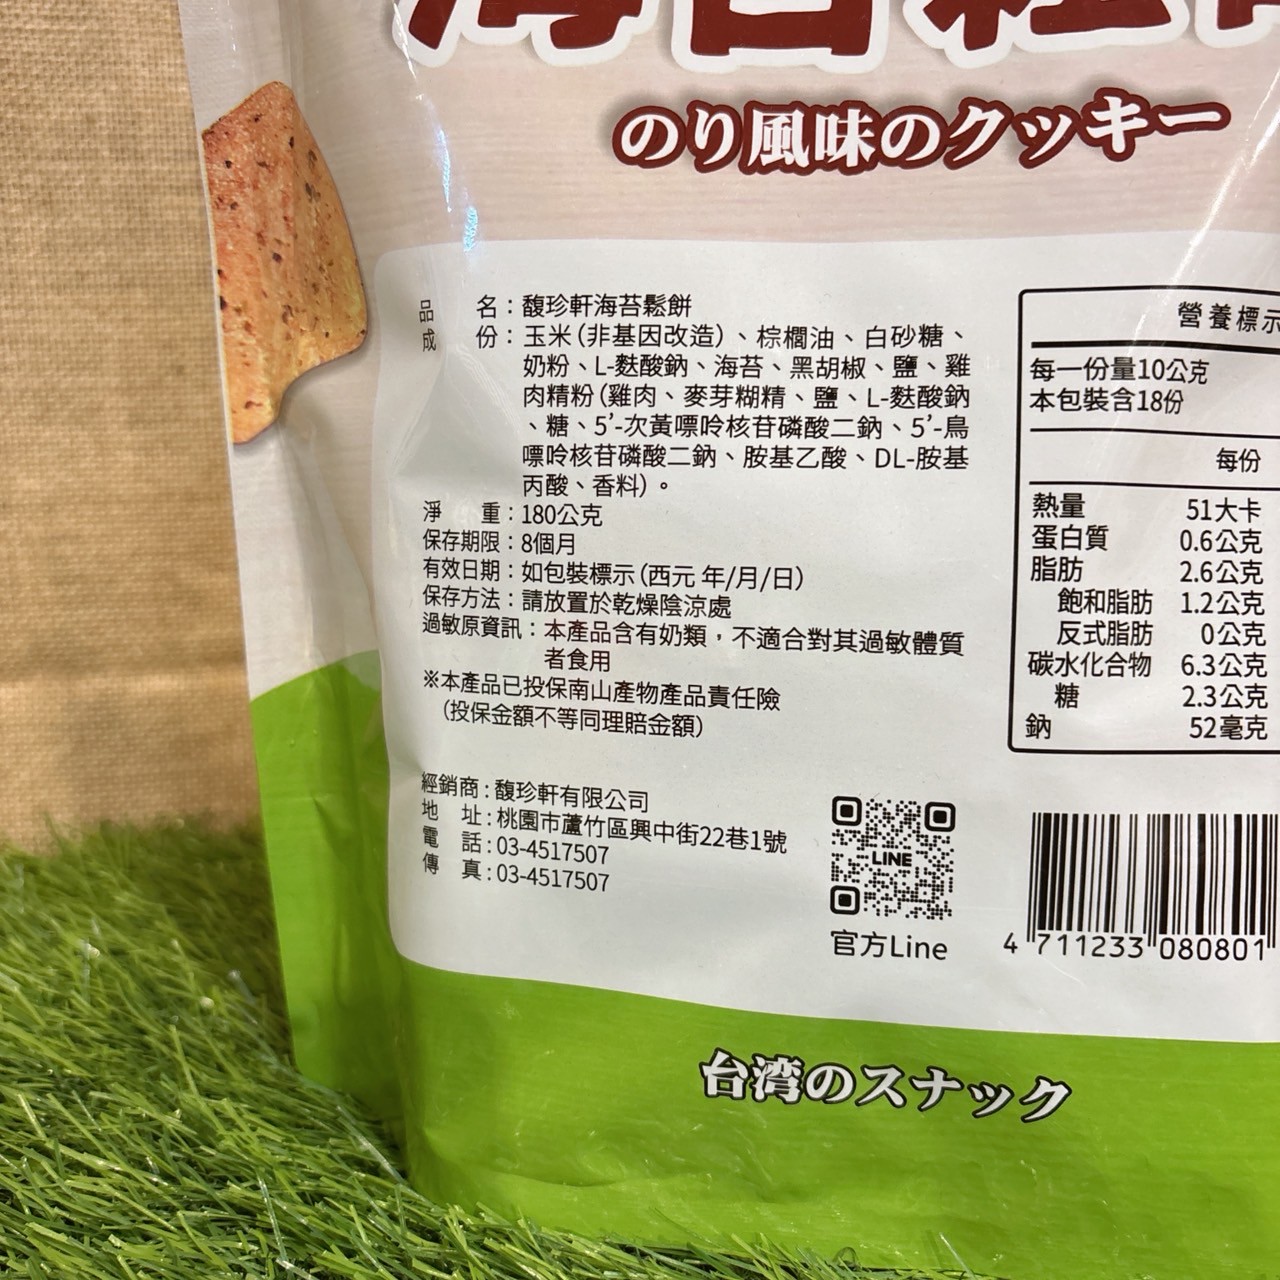 海苔鬆
のり風味のクッキー
品名：馥珍軒海苔鬆餅
成份：玉米(非基因改造)、棕櫚油、白砂糖、
奶粉、L-麩酸鈉、海苔、黑胡椒、鹽、雞
肉精粉(雞肉、麥芽糊精、鹽、L-麩酸鈉
、糖、5’-次黃嘌呤核苷磷酸二鈉、5’-鳥
嘌呤核苷磷酸二鈉、胺基乙酸、DL-胺基
丙酸、香料)。
淨重：180公克
保存期限：8個月
有效日期：如包裝標示(西元 年/月/日)
保存方法：請放置於乾燥陰涼處
過敏原資訊：本產品含有奶類，不適合對其過敏體質
者食用
※本產品已投保南山產物產品責任險
(投保金額不等同理賠金額)
經銷商:馥珍軒有限公司
地址:桃園市蘆竹區興中街22巷1號
電話:03-4517507
傳真:03-4517507
LINE
官方Line
營養標示
每一份量10公克
本包裝含18份
每份
熱量 51大卡
蛋白質 0.6公克
脂肪 2.6公克
飽和脂肪 1.2公克
反式脂肪 0公克
碳水化合物 6.3公克
糖 2.3公克
鈉 52毫克
4 711233 080801
台湾のスナック